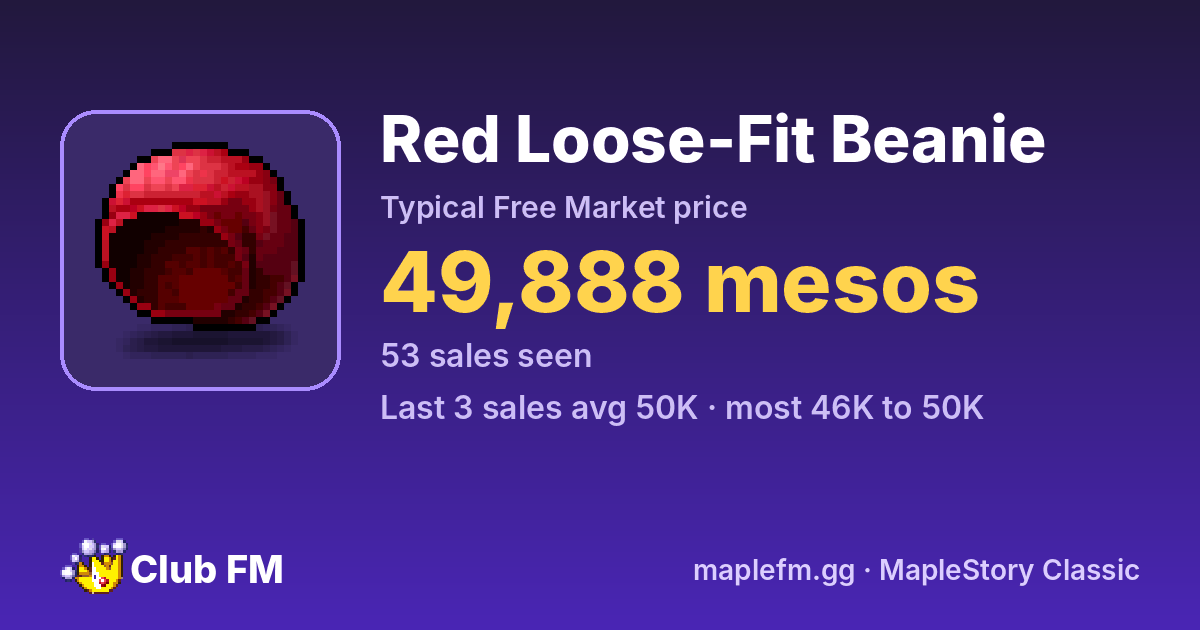 Red Loose-Fit Beanie
Typical Free Market price
49,888 mesos
53 sales seen
Last 3 sales avg 50K · most 46K to 50K
Club FM
maplefm.gg · MapleStory Classic